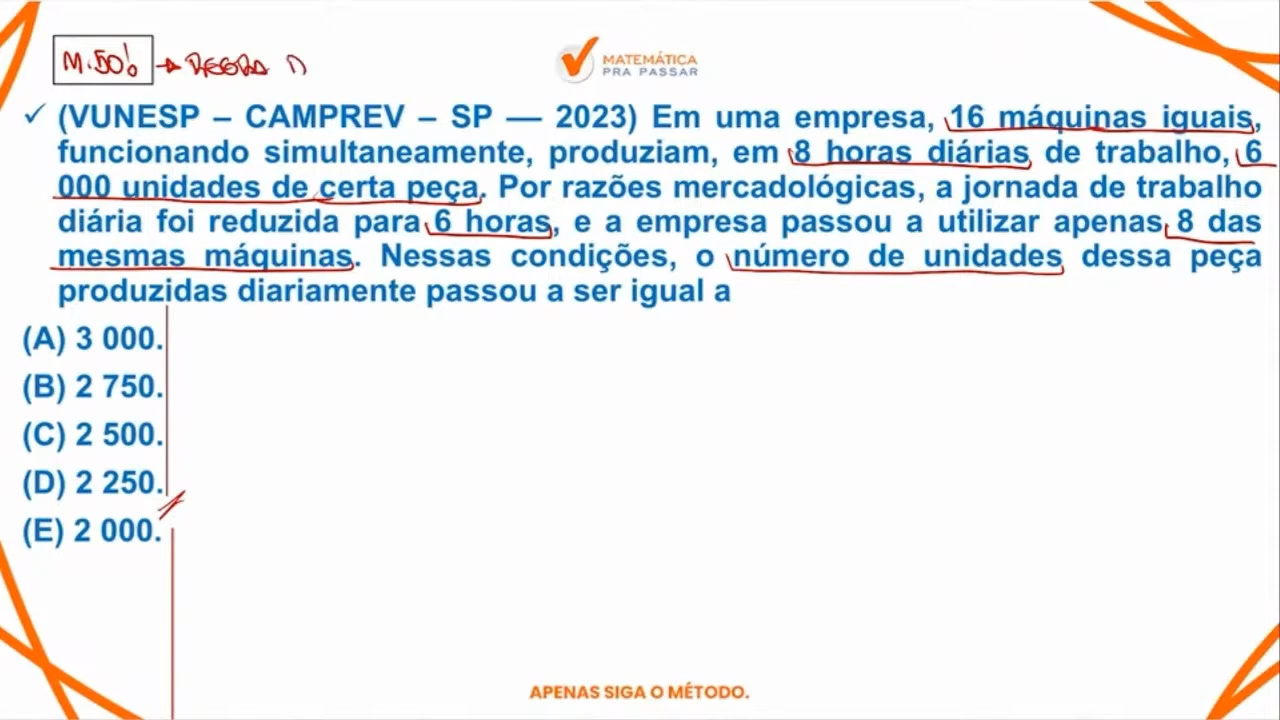 M.50% → REGRA D
MATEMÁTICA
PRA PASSAR
✓ (VUNESP – CAMPREV – SP — 2023) Em uma empresa, 16 máquinas iguais,
funcionando simultaneamente, produziam, em 8 horas diárias de trabalho, 6
000 unidades de certa peça. Por razões mercadológicas, a jornada de trabalho
diária foi reduzida para 6 horas, e a empresa passou a utilizar apenas 8 das
mesmas máquinas. Nessas condições, o número de unidades dessa peça
produzidas diariamente passou a ser igual a
(A) 3 000.
(B) 2 750.
(C) 2 500.
(D) 2 250.
(E) 2 000.
APENAS SIGA O MÉTODO.